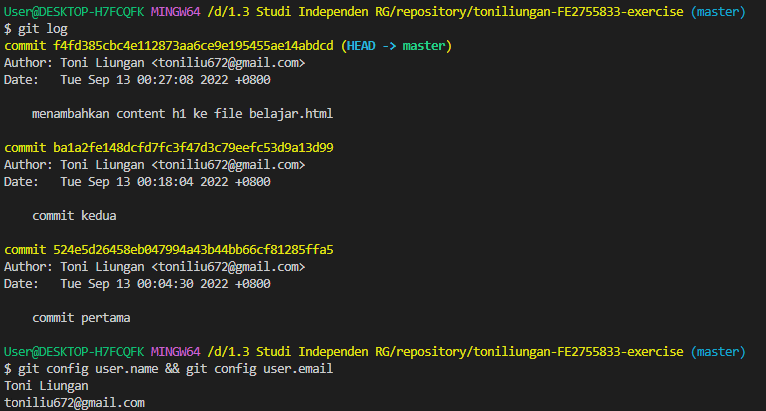 User@DESKTOP-H7FCQFK MINGW64 /d/1.3 Studi Independen RG/repository/toniliungan-FE2755833-exercise (master)
$ git log
commit f4fd385cbc4e112873aa6ce9e195455ae14abdcd (HEAD -> master)
Author: Toni Liungan <toniliu672@gmail.com>
Date:   Tue Sep 13 00:27:08 2022 +0800
    menambahkan content h1 ke file belajar.html
commit ba1a2fe148dcfd7fc3f47d3c79eefc53d9a13d99
Author: Toni Liungan <toniliu672@gmail.com>
Date:   Tue Sep 13 00:18:04 2022 +0800
    commit kedua
commit 524e5d26458eb047994a43b44bb66cf81285ffa5
Author: Toni Liungan <toniliu672@gmail.com>
Date:   Tue Sep 13 00:04:30 2022 +0800
    commit pertama
User@DESKTOP-H7FCQFK MINGW64 /d/1.3 Studi Independen RG/repository/toniliungan-FE2755833-exercise (master)
$ git config user.name && git config user.email
Toni Liungan
toniliu672@gmail.com